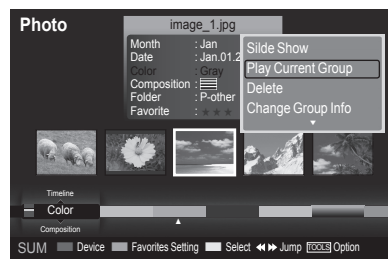 Photo
image_1.jpg
Month : Jan
Date : Jan.01.2
Color : Gray
Composition :
Folder : P-other
Favorite : ★ ★ ★
Silde Show
Play Current Group
Delete
Change Group Info
Timeline
Color
Composition
SUM Device Favorites Setting Select Jump TOOLS Option